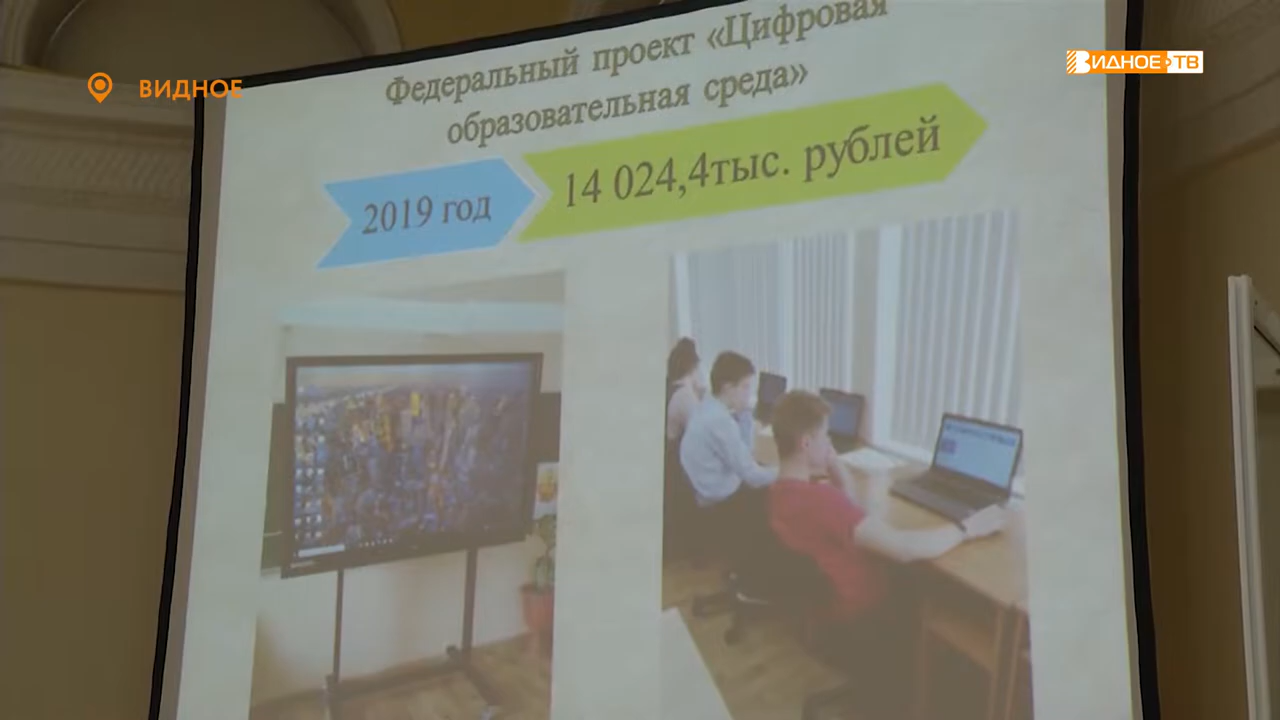 Федеральный проект «Цифровая
образовательная среда»
ВИДНОЕ
ВИДНОЕ ТВ
2019 год
14 024,4тыс. рублей